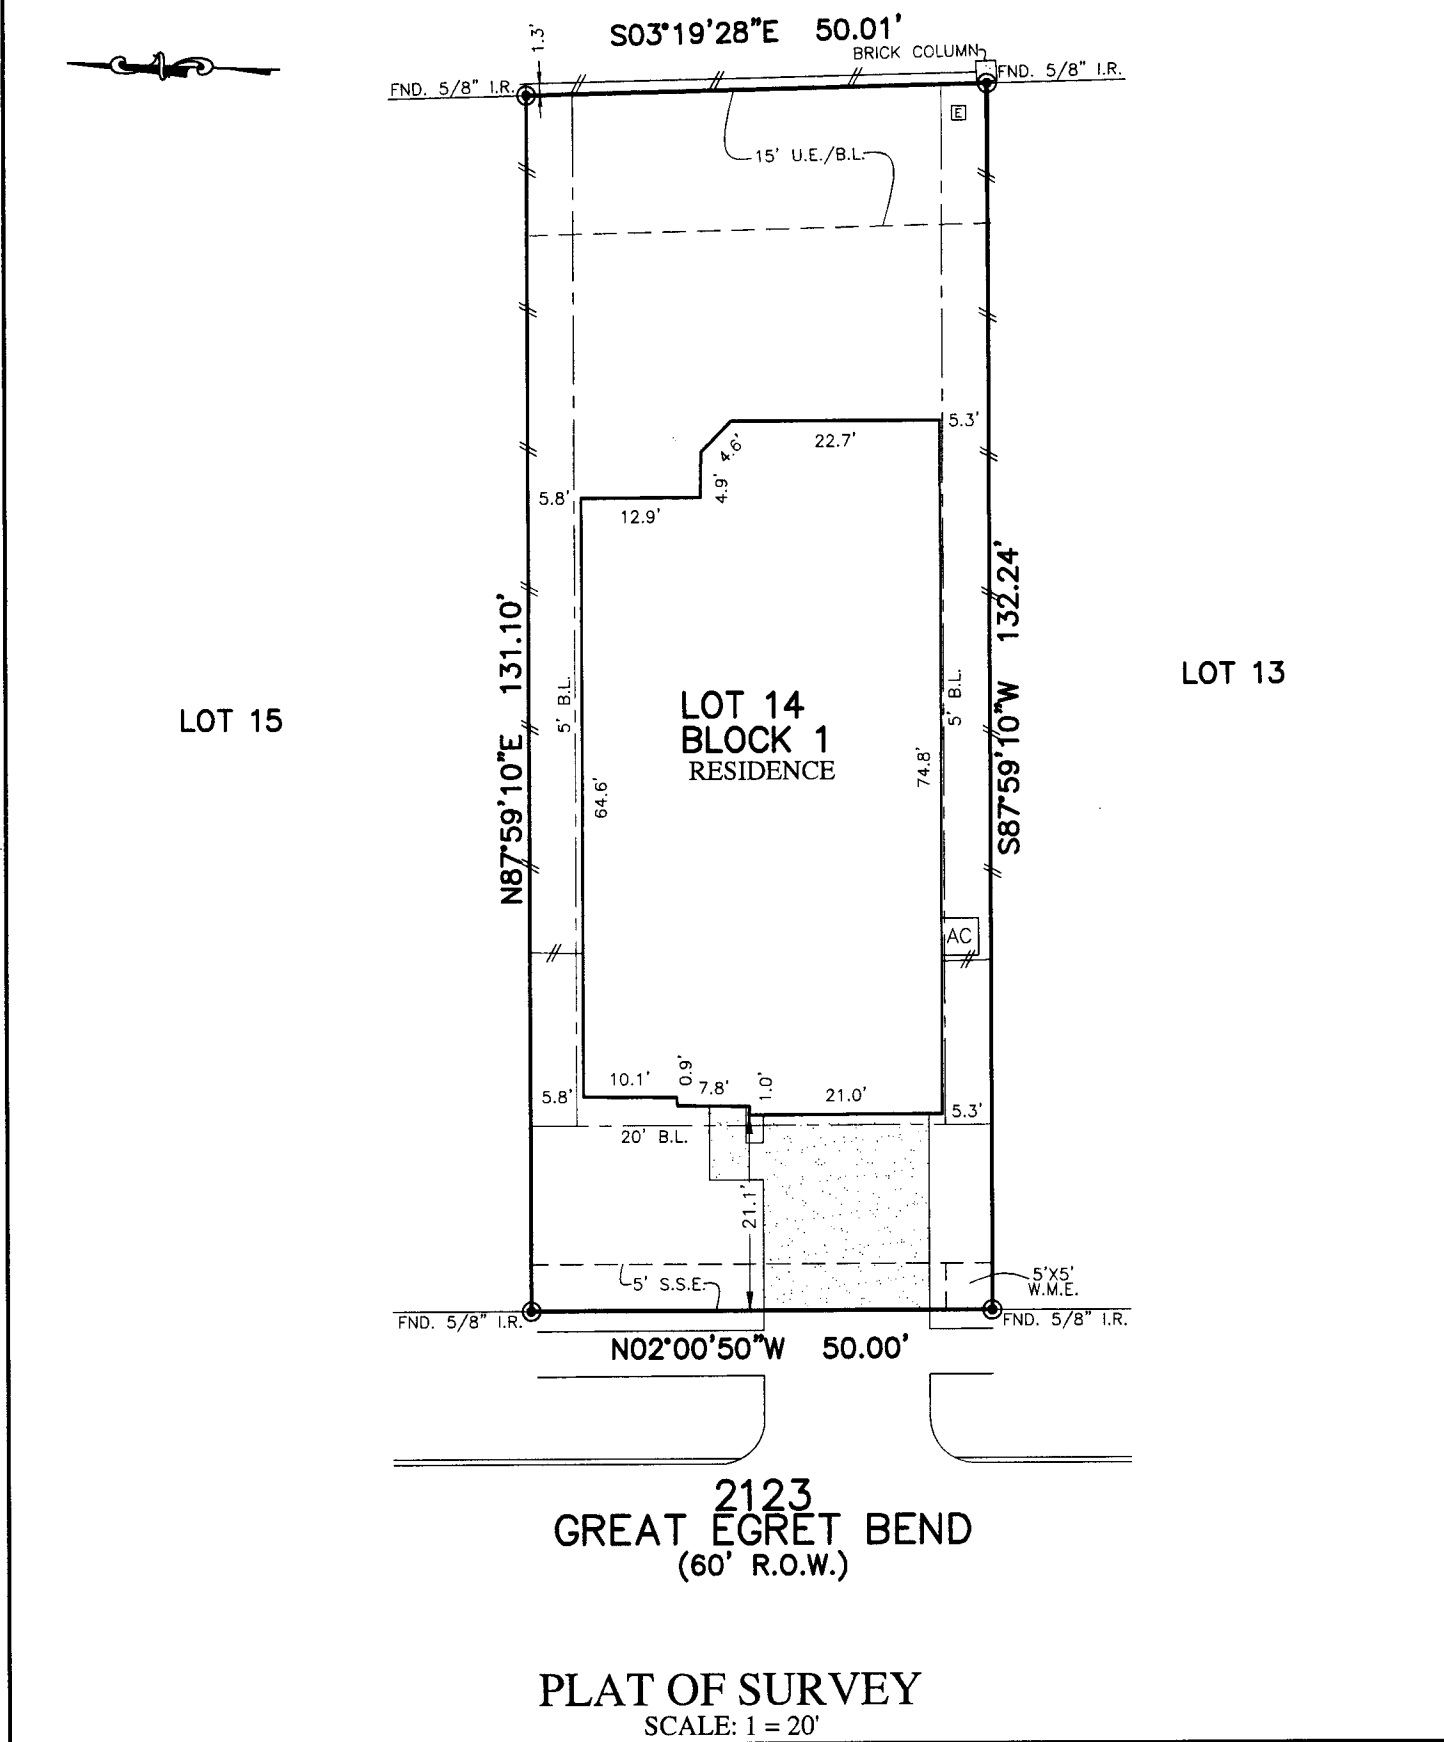 S03°19'28"E 50.01'
1.3'
BRICK COLUMN
FND. 5/8" I.R.
FND. 5/8" I.R.
E
15' U.E./B.L.
5.3'
22.7'
4.6'
4.9'
5.8'
12.9'
N87°59'10"E 131.10'
S87°59'10"W 132.24'
5' B.L.
5' B.L.
LOT 15
LOT 13
LOT 14
BLOCK 1
RESIDENCE
64.6'
74.8'
AC
5.8'
10.1'
0.9'
7.8'
1.0'
21.0'
5.3'
20' B.L.
21.1'
5' S.S.E.
5'X5'
W.M.E.
FND. 5/8" I.R.
FND. 5/8" I.R.
N02°00'50"W 50.00'
2123
GREAT EGRET BEND
(60' R.O.W.)
PLAT OF SURVEY
SCALE: 1 = 20'